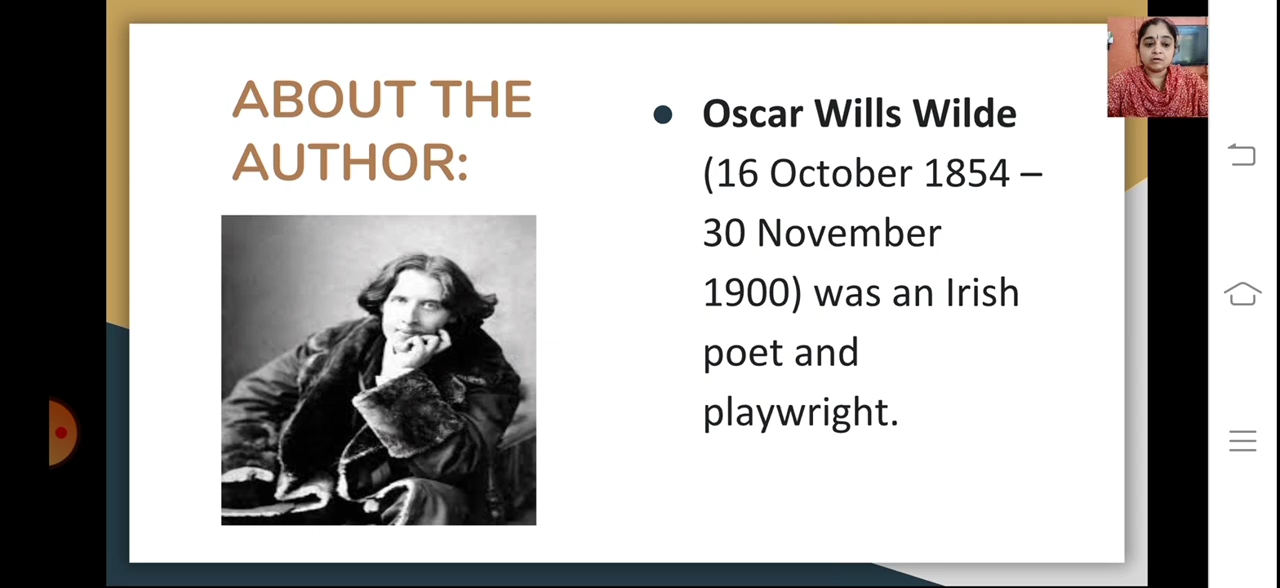 ABOUT THE
AUTHOR:
Oscar Wills Wilde
(16 October 1854 –
30 November
1900) was an Irish
poet and
playwright.